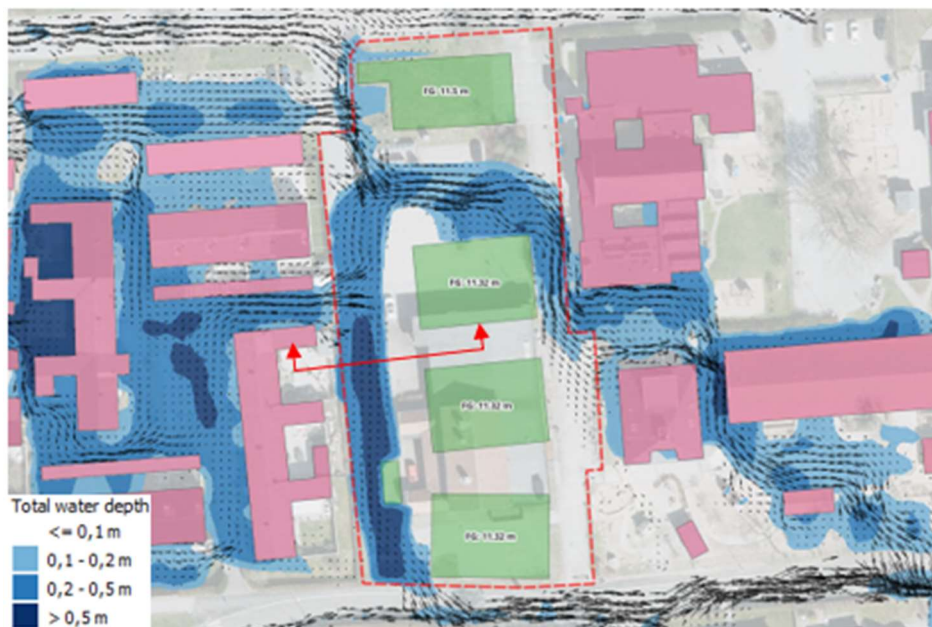 FG: 11.5 m
FG: 11.32 m
FG: 11.32 m
FG: 11.32 m
Total water depth
<= 0,1 m
0,1 - 0,2 m
0,2 - 0,5 m
> 0,5 m